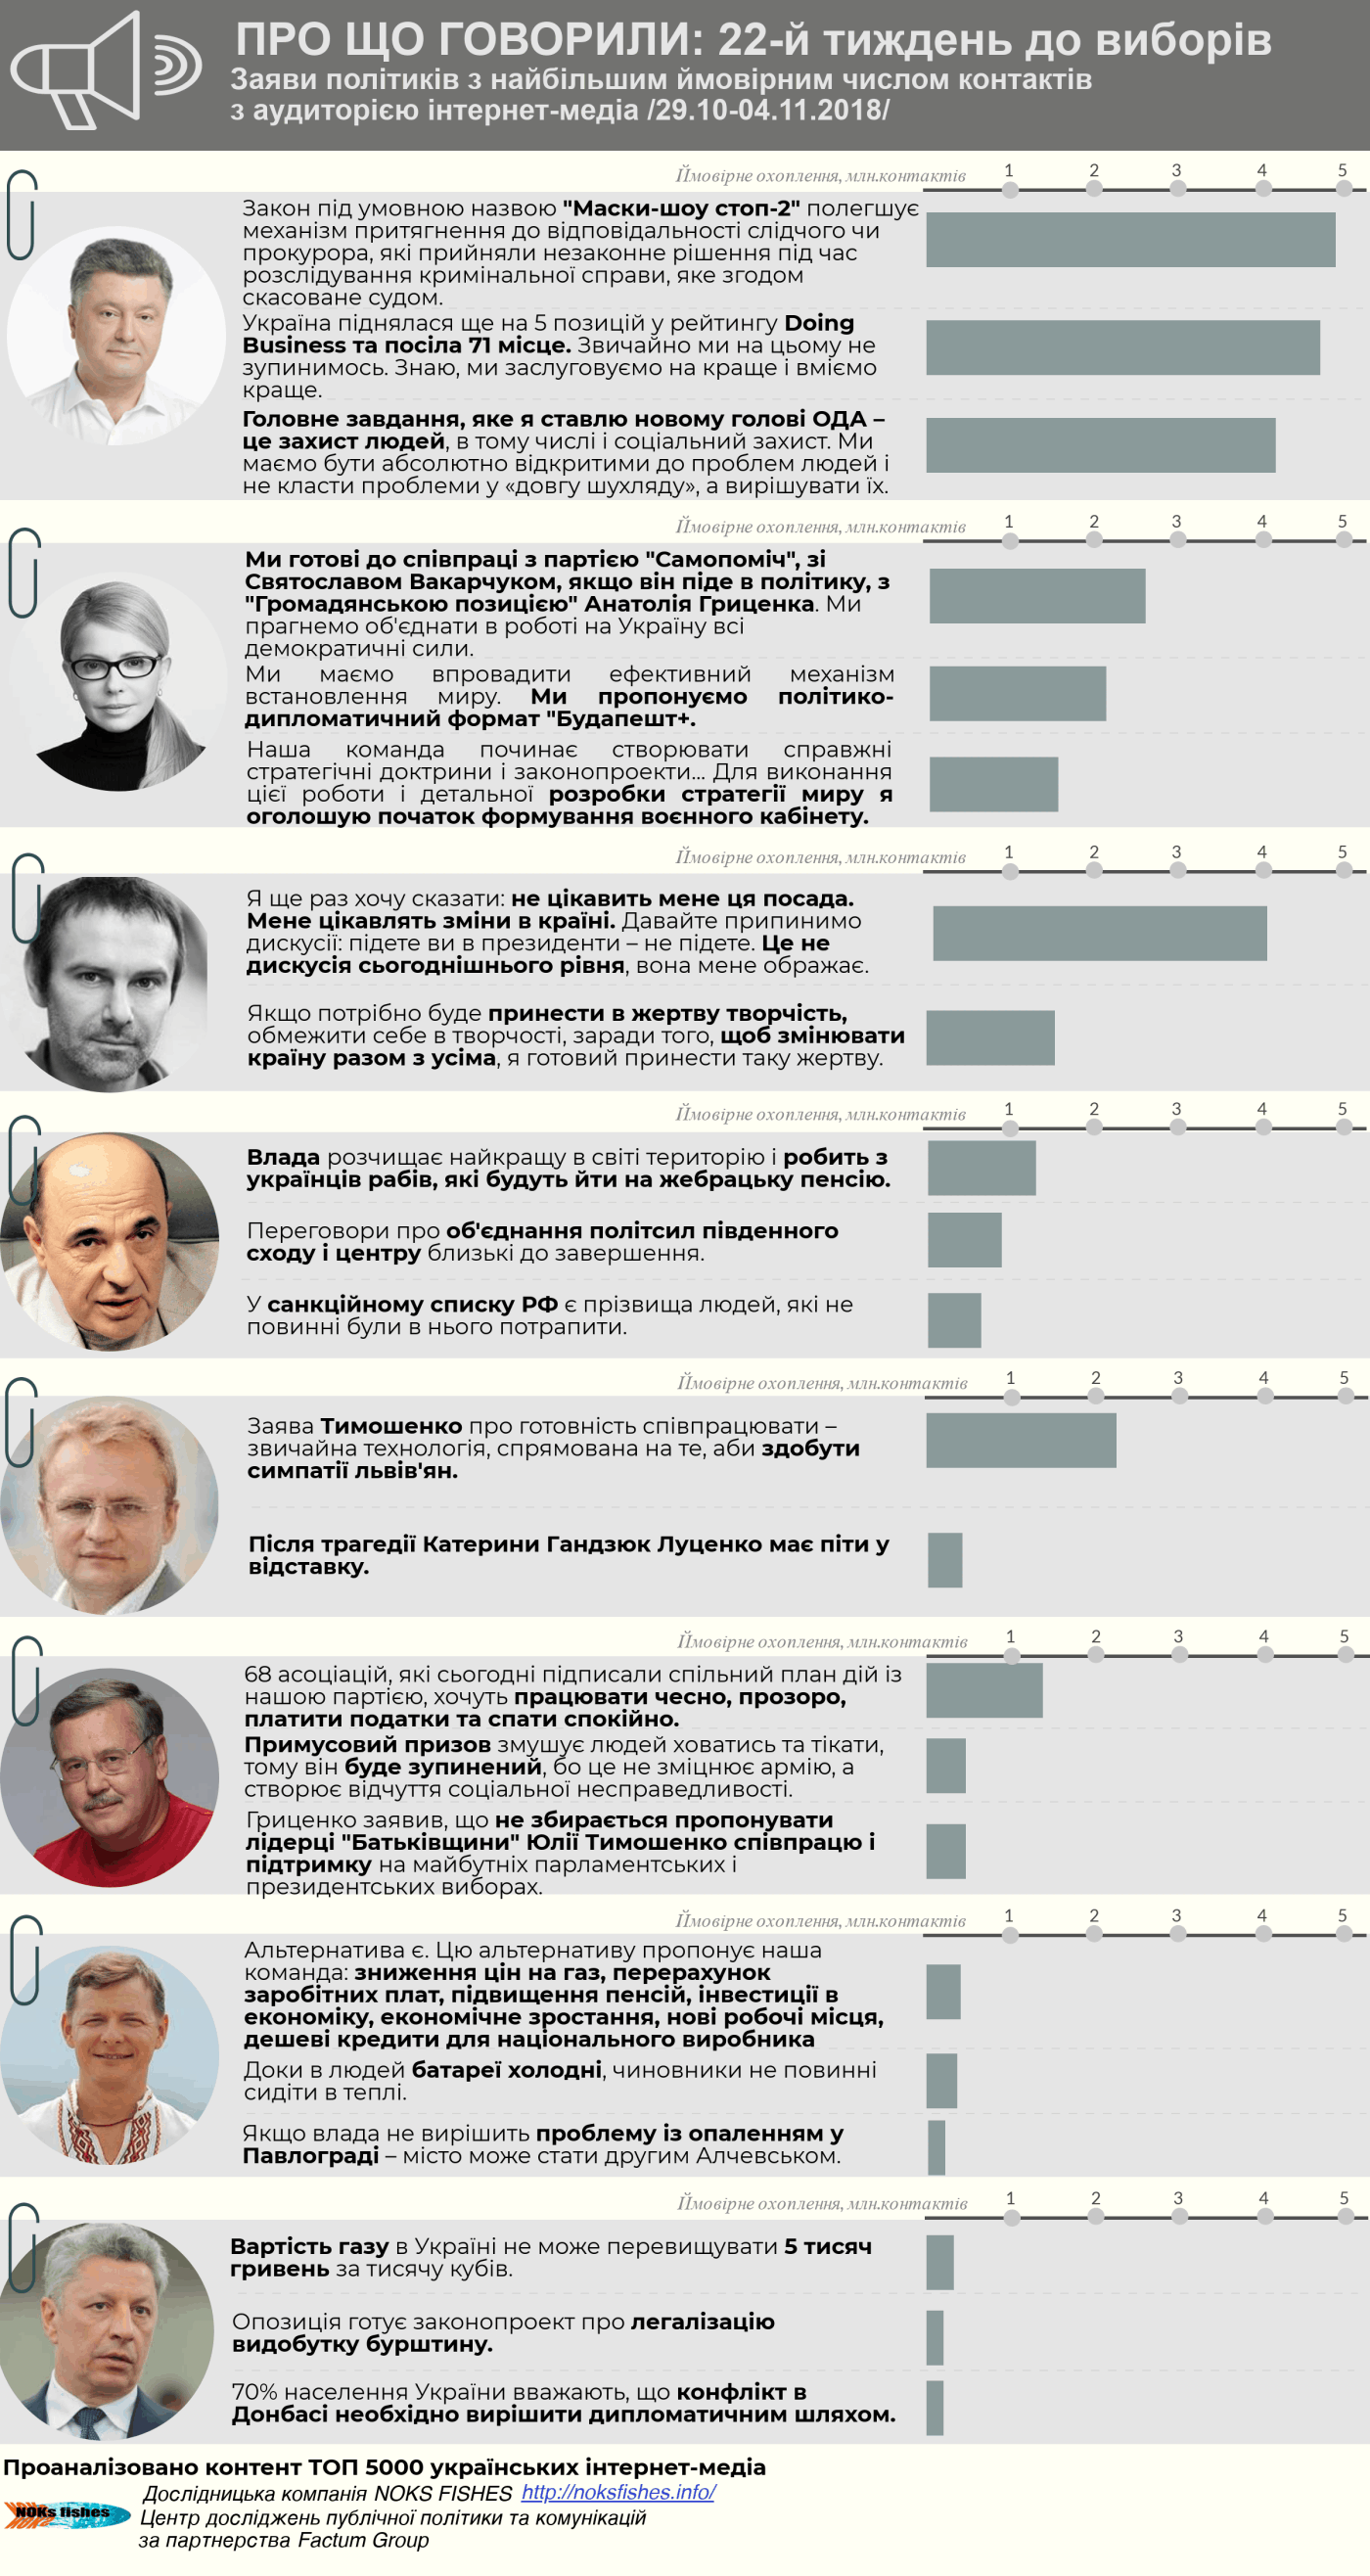 ПРО ЩО ГОВОРИЛИ: 22-й тиждень до виборів
Заяви політиків з найбільшим ймовірним числом контактів
з аудиторією інтернет-медіа /29.10-04.11.2018/
Ймовірне охоплення, млн.контактів 1 2 3 4 5
Закон під умовною назвою "Маски-шоу стоп-2" полегшує
механізм притягнення до відповідальності слідчого чи
прокурора, які прийняли незаконне рішення під час
розслідування кримінальної справи, яке згодом
скасоване судом.
Україна піднялася ще на 5 позицій у рейтингу Doing
Business та посіла 71 місце. Звичайно ми на цьому не
зупинимось. Знаю, ми заслуговуємо на краще і вміємо
краще.
Головне завдання, яке я ставлю новому голові ОДА –
це захист людей, в тому числі і соціальний захист. Ми
маємо бути абсолютно відкритими до проблем людей і
не класти проблеми у «довгу шухляду», а вирішувати їх.
Ймовірне охоплення, млн.контактів 1 2 3 4 5
Ми готові до співпраці з партією "Самопоміч", зі
Святославом Вакарчуком, якщо він піде в політику, з
"Громадянською позицією" Анатолія Гриценка. Ми
прагнемо об'єднати в роботі на Україну всі
демократичні сили.
Ми маємо впровадити ефективний механізм
встановлення миру. Ми пропонуємо політико-
дипломатичний формат "Будапешт+.
Наша команда починає створювати справжні
стратегічні доктрини і законопроекти... Для виконання
цієї роботи і детальної розробки стратегії миру я
оголошую початок формування воєнного кабінету.
Ймовірне охоплення, млн.контактів 1 2 3 4 5
Я ще раз хочу сказати: не цікавить мене ця посада.
Мене цікавлять зміни в країні. Давайте припинимо
дискусії: підете ви в президенти – не підете. Це не
дискусія сьогоднішнього рівня, вона мене ображає.
Якщо потрібно буде принести в жертву творчість,
обмежити себе в творчості, заради того, щоб змінювати
країну разом з усіма, я готовий принести таку жертву.
Ймовірне охоплення, млн.контактів 1 2 3 4 5
Влада розчищає найкращу в світі територію і робить з
українців рабів, які будуть йти на жебрацьку пенсію.
Переговори про об'єднання політсил південного
сходу і центру близькі до завершення.
У санкційному списку РФ є прізвища людей, які не
повинні були в нього потрапити.
Ймовірне охоплення, млн.контактів 1 2 3 4 5
Заява Тимошенко про готовність співпрацювати –
звичайна технологія, спрямована на те, аби здобути
симпатії львів'ян.
Після трагедії Катерини Гандзюк Луценко має піти у
відставку.
Ймовірне охоплення, млн.контактів 1 2 3 4 5
68 асоціацій, які сьогодні підписали спільний план дій із
нашою партією, хочуть працювати чесно, прозоро,
платити податки та спати спокійно.
Примусовий призов змушує людей ховатись та тікати,
тому він буде зупинений, бо це не зміцнює армію, а
створює відчуття соціальної несправедливості.
Гриценко заявив, що не збирається пропонувати
лідерці "Батьківщини" Юлії Тимошенко співпрацю і
підтримку на майбутніх парламентських і
президентських виборах.
Ймовірне охоплення, млн.контактів 1 2 3 4 5
Альтернатива є. Цю альтернативу пропонує наша
команда: зниження цін на газ, перерахунок
заробітних плат, підвищення пенсій, інвестиції в
економіку, економічне зростання, нові робочі місця,
дешеві кредити для національного виробника
Доки в людей батареї холодні, чиновники не повинні
сидіти в теплі.
Якщо влада не вирішить проблему із опаленням у
Павлограді – місто може стати другим Алчевськом.
Ймовірне охоплення, млн.контактів 1 2 3 4 5
Вартість газу в Україні не може перевищувати 5 тисяч
гривень за тисячу кубів.
Опозиція готує законопроект про легалізацію
видобутку бурштину.
70% населення України вважають, що конфлікт в
Донбасі необхідно вирішити дипломатичним шляхом.
Проаналізовано контент ТОП 5000 українських інтернет-медіа
NOKs fishes
Дослідницька компанія NOKS FISHES http://noksfishes.info/
Центр досліджень публічної політики та комунікацій
за партнерства Factum Group